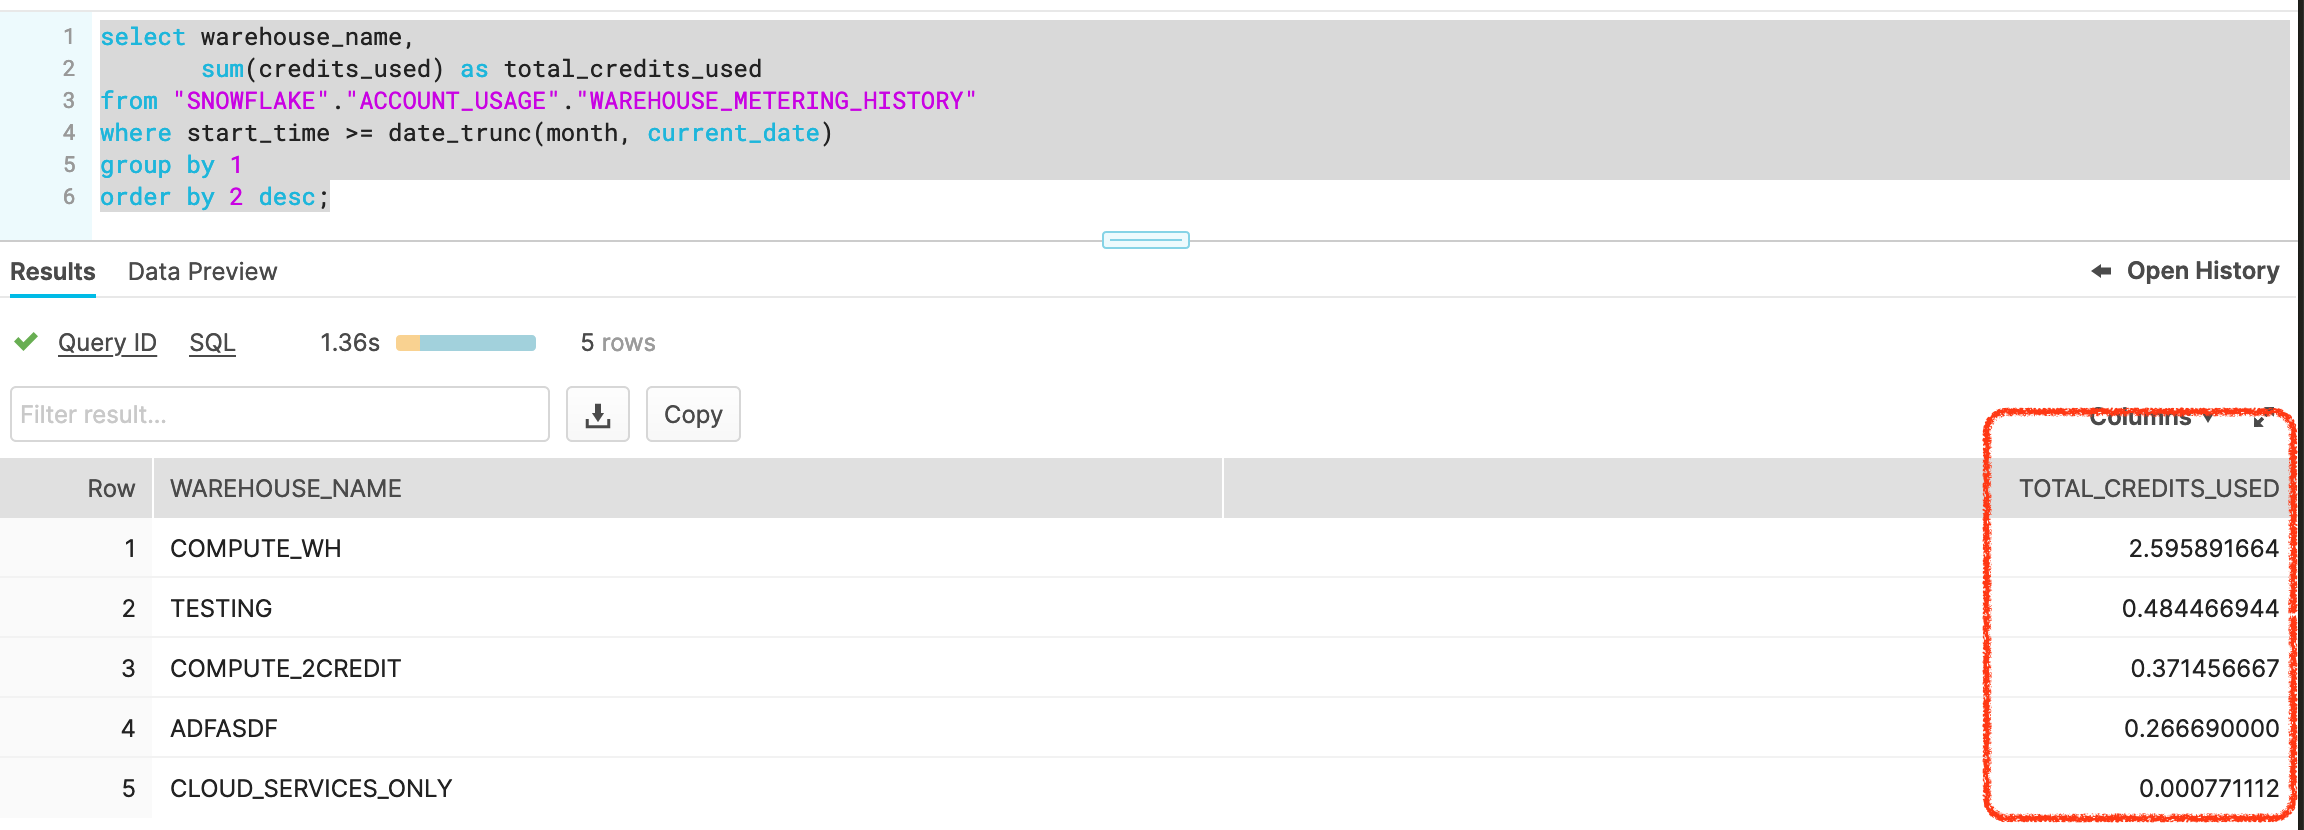 1 select warehouse_name,
2 sum(credits_used) as total_credits_used
3 from "SNOWFLAKE"."ACCOUNT_USAGE"."WAREHOUSE_METERING_HISTORY"
4 where start_time >= date_trunc(month, current_date)
5 group by 1
6 order by 2 desc;
Results Data Preview Open History
Query ID SQL 1.36s 5 rows
Filter result... Copy Columns
Row WAREHOUSE_NAME TOTAL_CREDITS_USED
1 COMPUTE_WH 2.595891664
2 TESTING 0.484466944
3 COMPUTE_2CREDIT 0.371456667
4 ADFASDF 0.266690000
5 CLOUD_SERVICES_ONLY 0.000771112